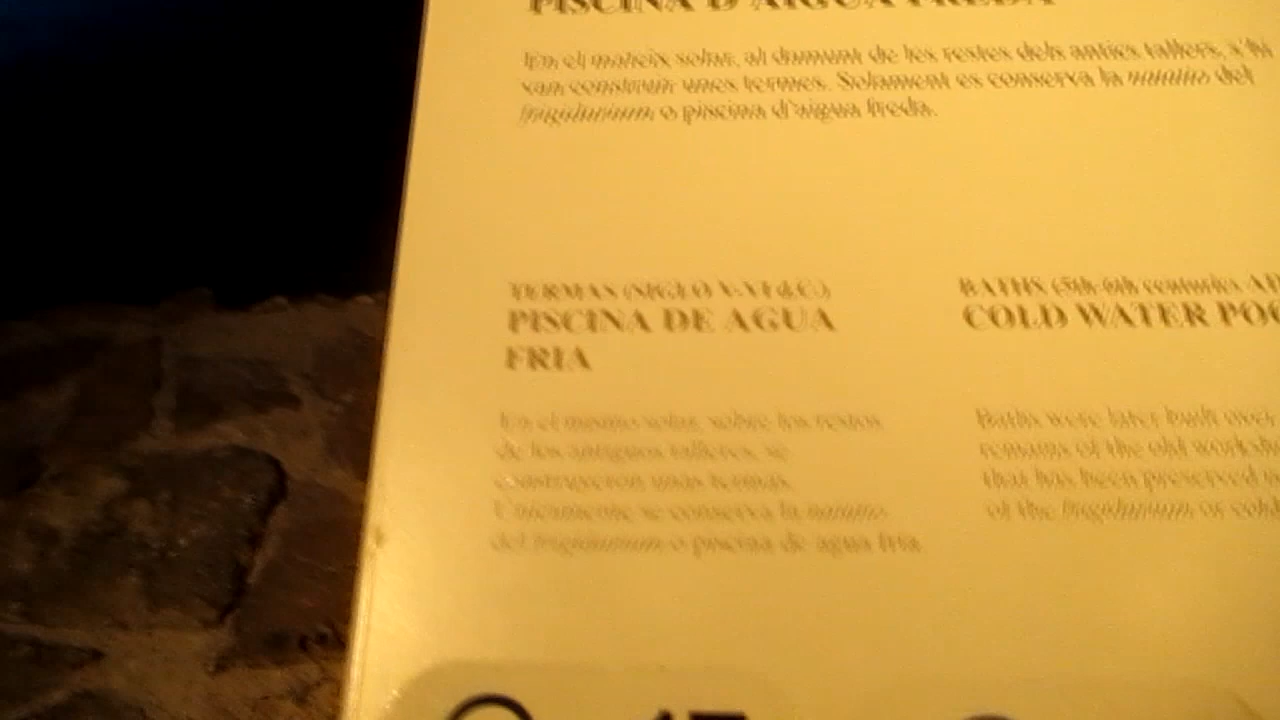 PISCINA D'AIGUA FREDA
En el mateix solar, al damunt de les restes dels antics tallers, s'hi
van construir unes termes. Solament es conserva la natatio del
frigidarium o piscina d'aigua freda.
TERMAS (SIGLO V-VI d.C.)
PISCINA DE AGUA
FRIA
En el mismo solar, sobre los restos
de los antiguos talleres, se
construyeron unas termas.
Únicamente se conserva la natatio
del frigidarium o piscina de agua fría.
BATHS (5th-6th centuries
COLD WATER
Baths were later built
remains of the old
that has been preserved
of the frigidarium or